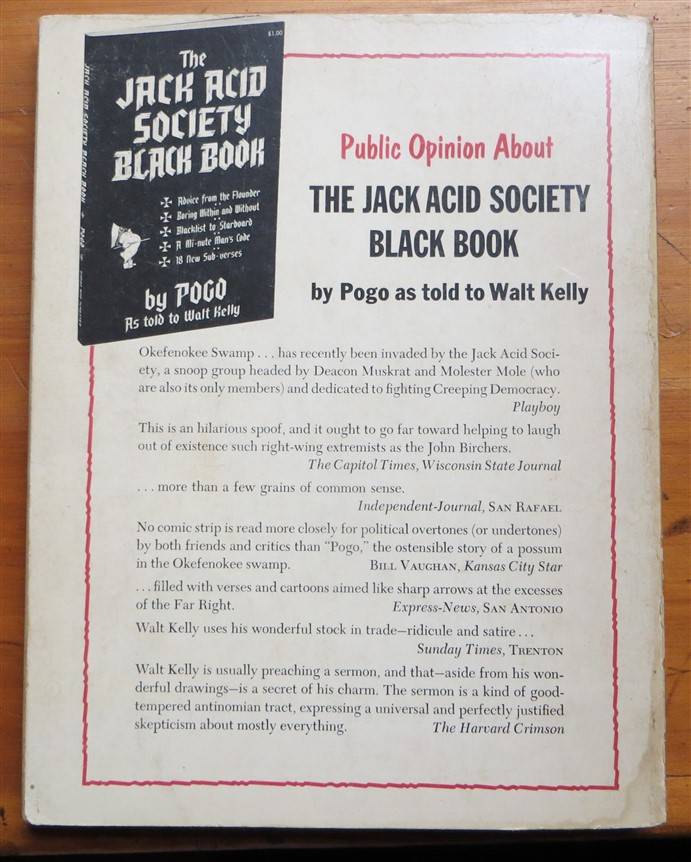 $1.00
The
JACK ACID
SOCIETY
BLACK BOOK
Advice from the Flounder
Boring Within and Without
Blacklist to Starboard
A Mi-nute Man's Code
18 New Sub-verses
by POGO
As told to Walt Kelly
JACK ACID SOCIETY BLACK BOOK
POGO
Public Opinion About
THE JACK ACID SOCIETY
BLACK BOOK
by Pogo as told to Walt Kelly
Okefenokee Swamp . . . has recently been invaded by the Jack Acid Soci-
ety, a snoop group headed by Deacon Muskrat and Molester Mole (who
are also its only members) and dedicated to fighting Creeping Democracy.
Playboy
This is an hilarious spoof, and it ought to go far toward helping to laugh
out of existence such right-wing extremists as the John Birchers.
The Capitol Times, Wisconsin State Journal
. . . more than a few grains of common sense.
Independent-Journal, SAN RAFAEL
No comic strip is read more closely for political overtones (or undertones)
by both friends and critics than "Pogo," the ostensible story of a possum
in the Okefenokee swamp. BILL VAUGHAN, Kansas City Star
. . . filled with verses and cartoons aimed like sharp arrows at the excesses
of the Far Right. Express-News, SAN ANTONIO
Walt Kelly uses his wonderful stock in trade—ridicule and satire . . .
Sunday Times, TRENTON
Walt Kelly is usually preaching a sermon, and that—aside from his won-
derful drawings—is a secret of his charm. The sermon is a kind of good-
tempered antinomian tract, expressing a universal and perfectly justified
skepticism about mostly everything. The Harvard Crimson